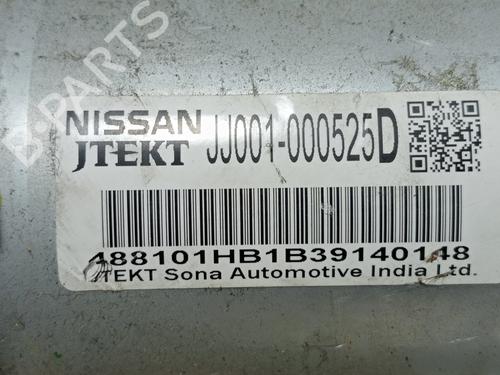 B-PARTS
NISSAN
JTEKT JJ001-000525D
488101HB1B39140148
JTEKT Sona Automotive India Ltd.